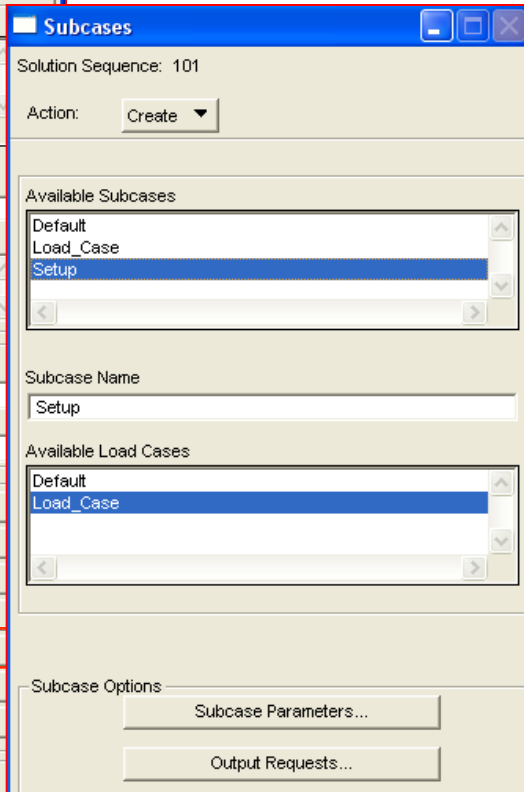 Subcases
Solution Sequence: 101
Action: Create
Available Subcases
Default
Load_Case
Setup
Subcase Name
Setup
Available Load Cases
Default
Load_Case
Subcase Options
Subcase Parameters...
Output Requests...